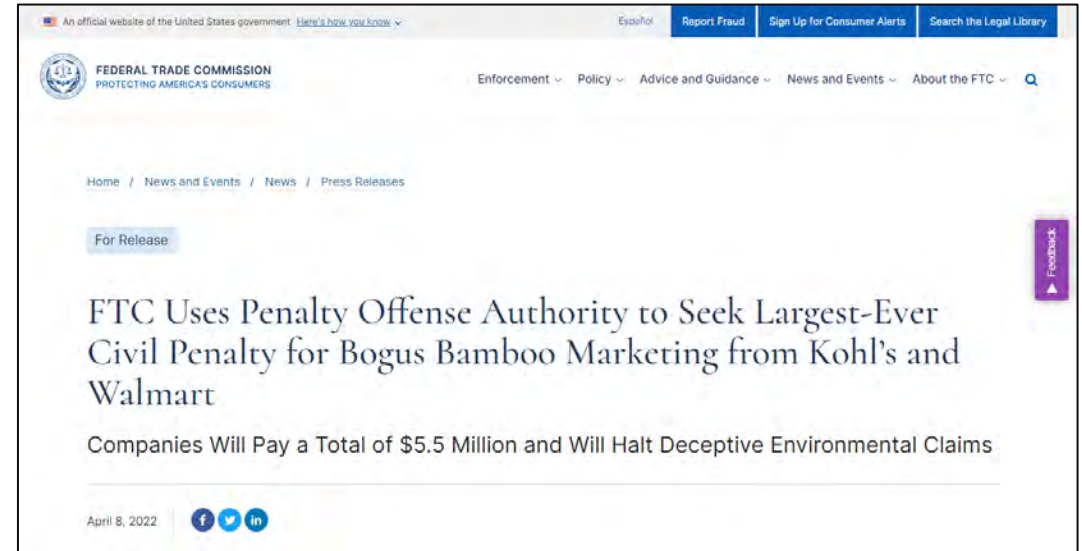 An official website of the United States government Here's how you know
Español Report Fraud Sign Up for Consumer Alerts Search the Legal Library
FEDERAL TRADE COMMISSION
PROTECTING AMERICA'S CONSUMERS
Enforcement Policy Advice and Guidance News and Events About the FTC
Home / News and Events / News / Press Releases
For Release
Feedback
FTC Uses Penalty Offense Authority to Seek Largest-Ever
Civil Penalty for Bogus Bamboo Marketing from Kohl's and
Walmart
Companies Will Pay a Total of $5.5 Million and Will Halt Deceptive Environmental Claims
April 8, 2022